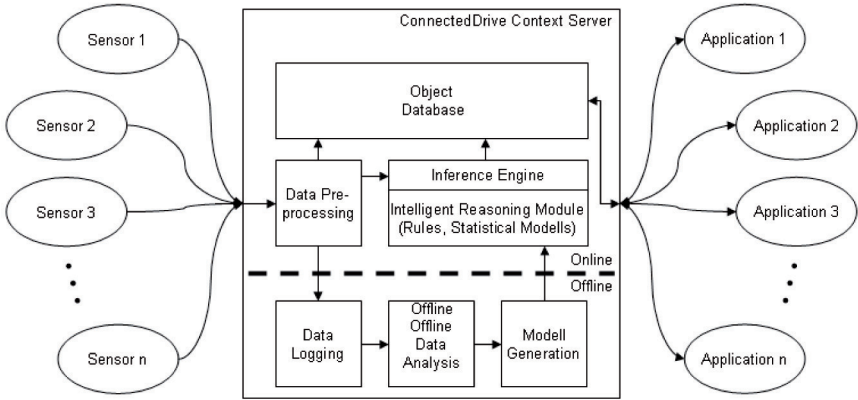 ConnectedDrive Context Server
Sensor 1
Sensor 2
Sensor 3
Sensor n
Object
Database
Data Pre-
processing
Inference Engine
Intelligent Reasoning Module
(Rules, Statistical Modells)
Online
Offline
Data
Logging
Offline
Offline
Data
Analysis
Modell
Generation
Application 1
Application 2
Application 3
Application n